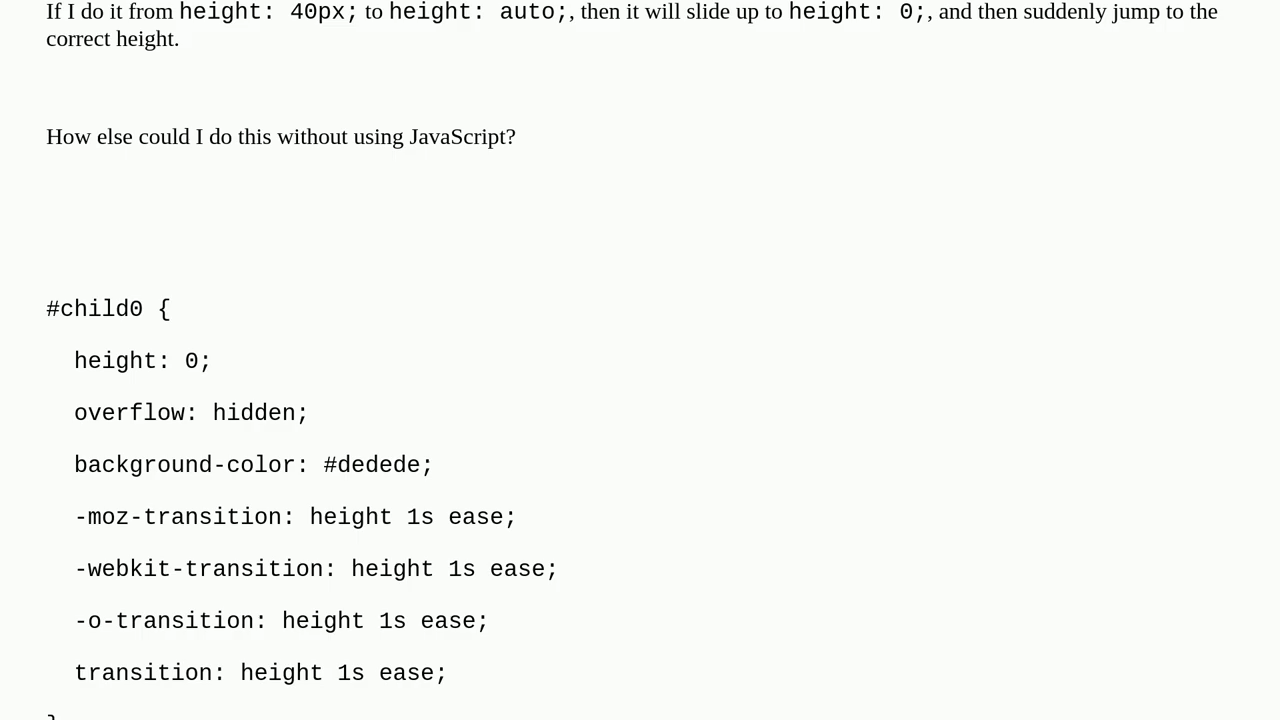 If I do it from height: 40px; to height: auto;, then it will slide up to height: 0;, and then suddenly jump to the
correct height.
How else could I do this without using JavaScript?
#child0 {
  height: 0;
  overflow: hidden;
  background-color: #dedede;
  -moz-transition: height 1s ease;
  -webkit-transition: height 1s ease;
  -o-transition: height 1s ease;
  transition: height 1s ease;
}